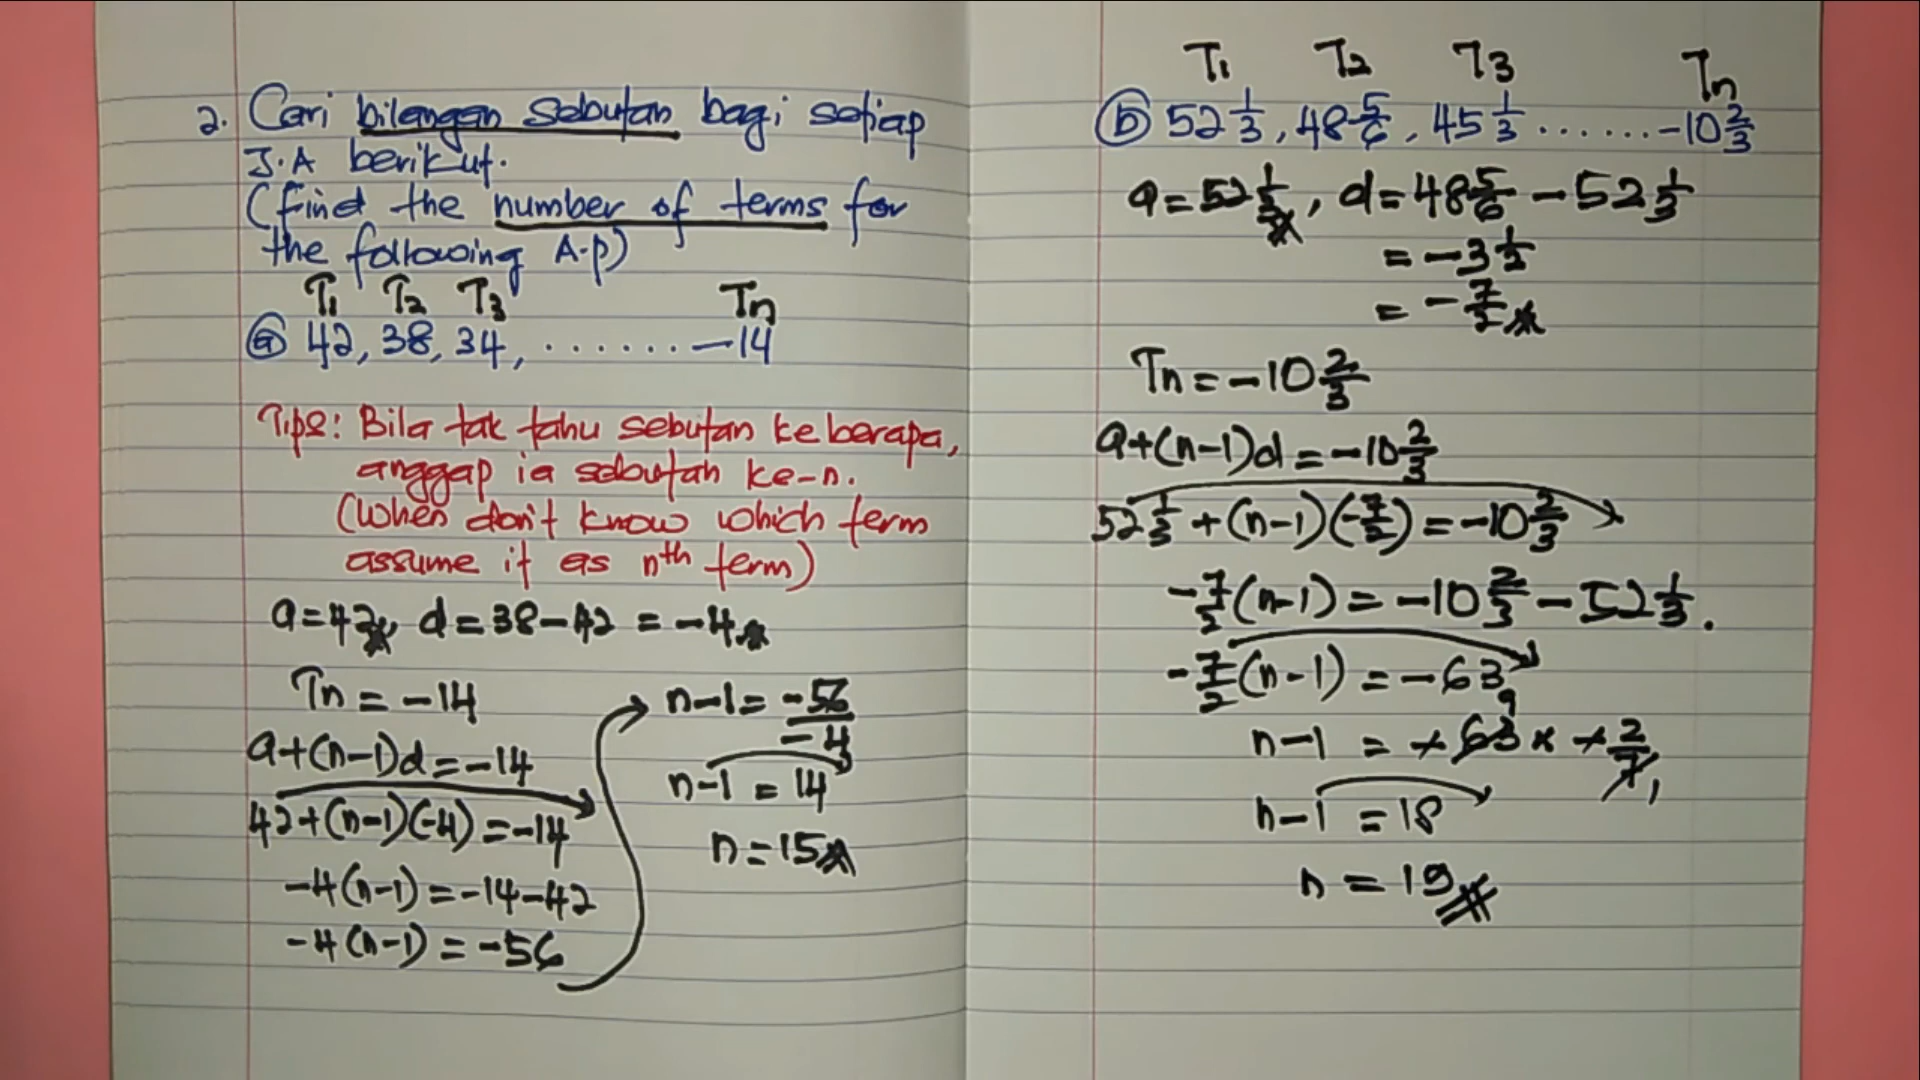 2. Cari bilangan sebutan bagi setiap
J.A berikut.
(Find the number of terms for
the following A.p)
T₁ T₂ T₃ Tn
(a) 42, 38, 34, ....... -14
Tips: Bila tak tahu sebutan keberapa,
anggap ia sebutan ke-n.
(When don't know which term
assume it as nth term)
a = 42, d = 38 - 42 = -4
Tn = -14
a+(n-1)d = -14
42+(n-1)(-4) = -14
-4(n-1) = -14-42
-4(n-1) = -56
n-1 = -56/-4
n-1 = 14
n = 15
T₁ T₂ T₃ Tn
(b) 52 1/3, 48 5/6, 45 1/3 ....... -10 2/3
a = 52 1/3, d = 48 5/6 - 52 1/3
= -3 1/2
= -7/2
Tn = -10 2/3
a+(n-1)d = -10 2/3
52 1/3 + (n-1)(-7/2) = -10 2/3
-7/2(n-1) = -10 2/3 - 52 1/3.
-7/2(n-1) = -63
9
n-1 = -63 x -2/7
1
n-1 = 18
n = 19